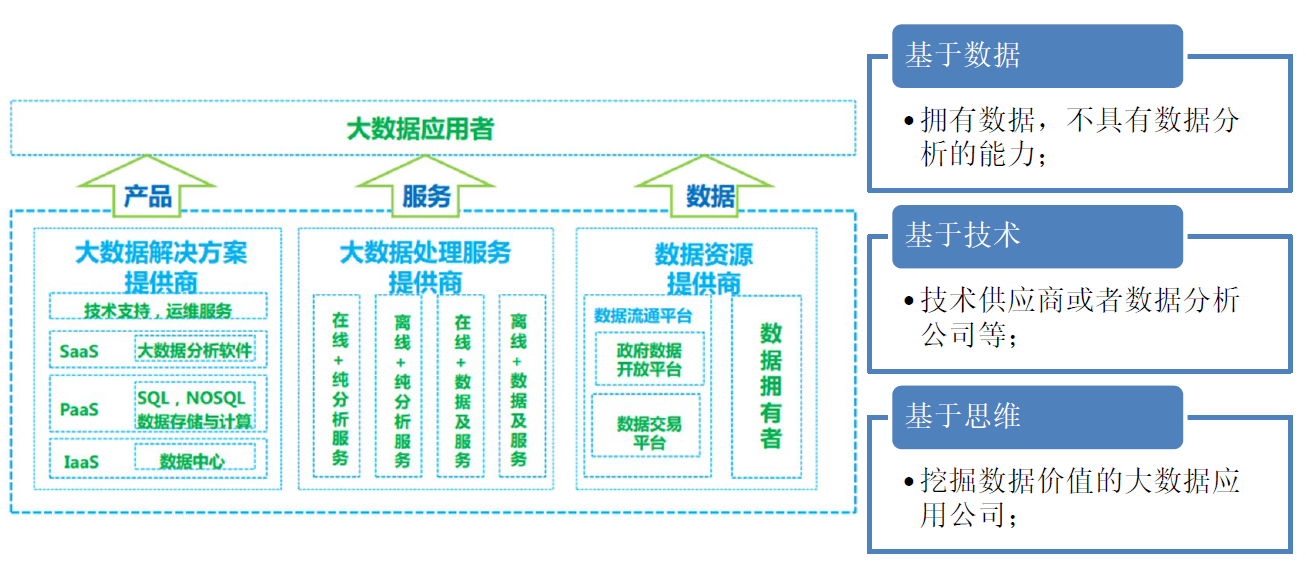 大数据应用者
产品
服务
数据
大数据解决方案
提供商
技术支持，运维服务
SaaS
大数据分析软件
PaaS
SQL，NOSQL
数据存储与计算
IaaS
数据中心
大数据处理服务
提供商
在线+纯分析服务
离线+纯分析服务
在线+数据及服务
离线+数据及服务
数据资源
提供商
数据流通平台
政府数据
开放平台
数据交易
平台
数据拥有者
基于数据
•拥有数据，不具有数据分
析的能力；
基于技术
•技术供应商或者数据分析
公司等；
基于思维
•挖掘数据价值的大数据应
用公司；